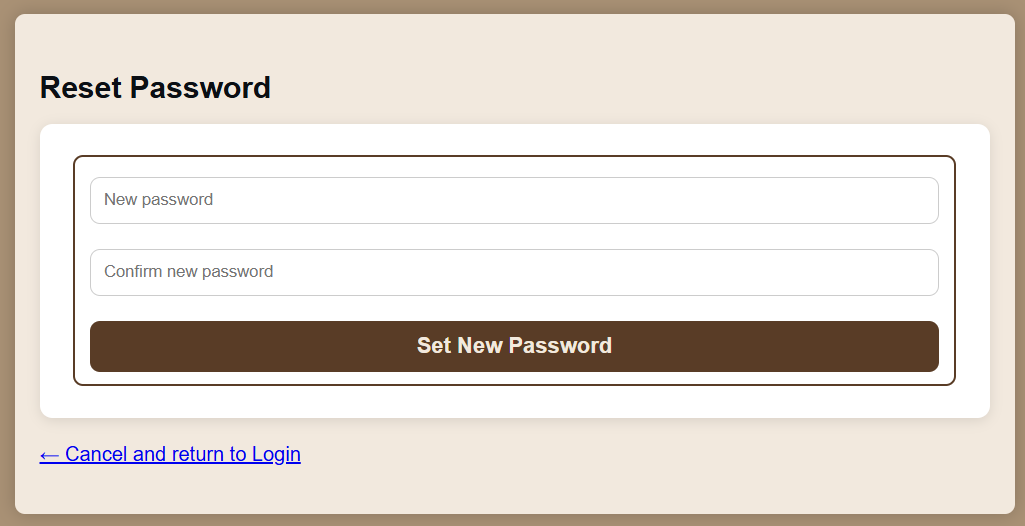 Reset Password
New password
Confirm new password
Set New Password
← Cancel and return to Login